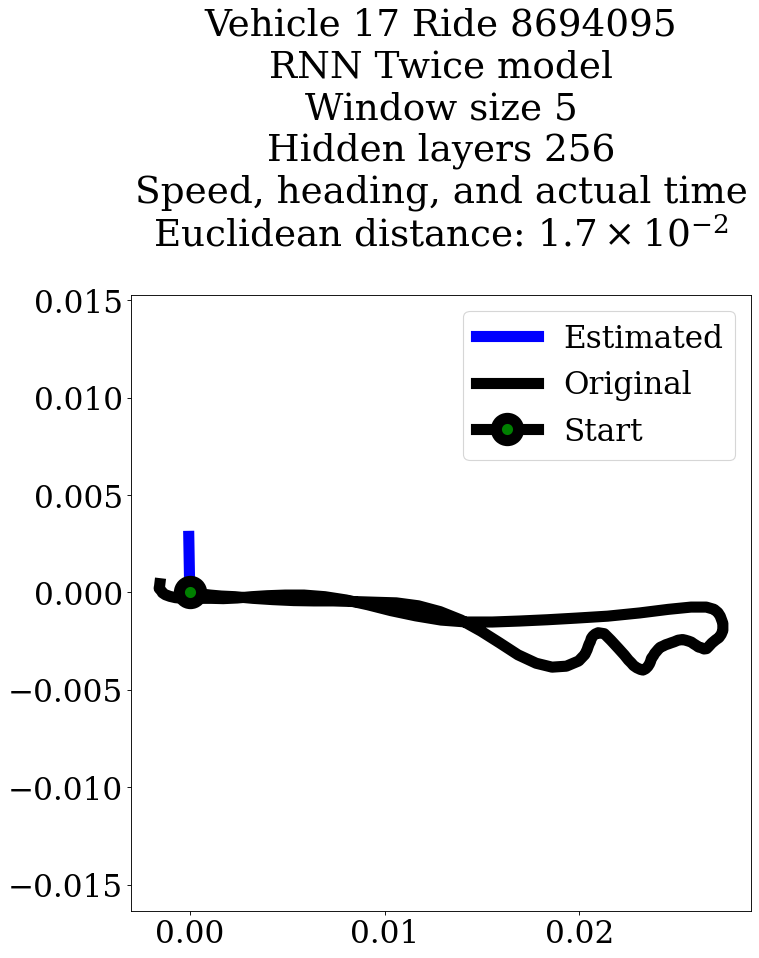 Vehicle 17 Ride 8694095
RNN Twice model
Window size 5
Hidden layers 256
Speed, heading, and actual time
Euclidean distance: 1.7 × 10⁻²
0.015
0.010
0.005
0.000
−0.005
−0.010
−0.015
Estimated
Original
Start
0.00 0.01 0.02